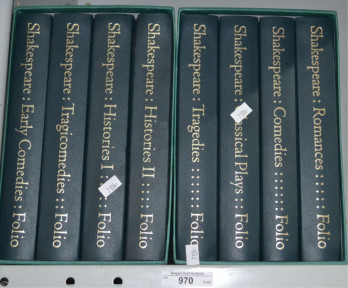 Shakespeare : Early Comedies : Folio
Shakespeare : Tragicomedies : : Folio
Shakespeare : Histories I : : : Folio
Shakespeare : Histories II : : : : Folio
Shakespeare : Tragedies : : : : : : Folio
Shakespeare : Plays : : : Folio
Shakespeare : Comedies : : : : : : Folio
Shakespeare : Romances : : : : : : Folio
970